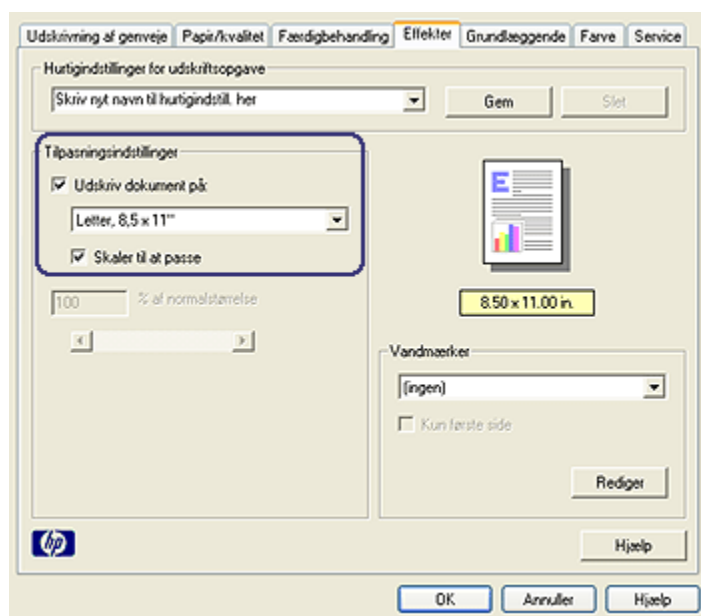 Udskrivning af genveje Papir/kvalitet Færdigbehandling Effekter Grundlæggende Farve Service
Hurtigindstillinger for udskriftsopgave
Skriv nyt navn til hurtigindstill. her Gem Slet
Tilpasningsindstillinger
Udskriv dokument på:
Letter, 8,5 x 11"
Skaler til at passe
100 % af normalstørrelse
E
8.50 x 11.00 in.
Vandmærker
(ingen)
Kun første side
Rediger
hp
Hjælp
OK Annuller Hjælp